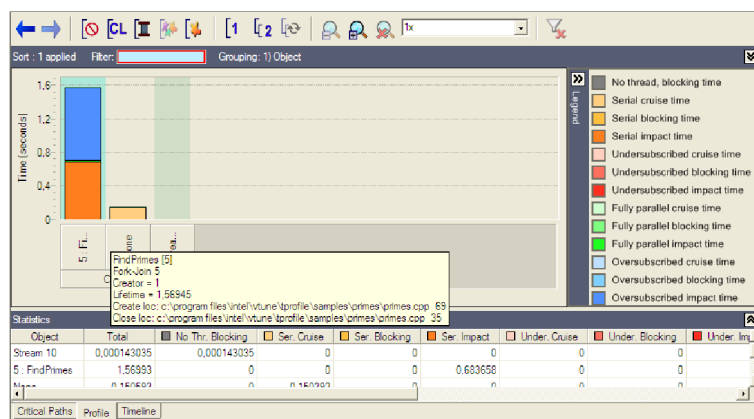 CL
1
2
1x
Sort : 1 applied Filter: Grouping: 1) Object
Time (seconds)
1,6
1,2
0,8
0,4
0
5 : Fi...
Legend
No thread, blocking time
Serial cruise time
Serial blocking time
Serial impact time
Undersubscribed cruise time
Undersubscribed blocking time
Undersubscribed impact time
Fully parallel cruise time
Fully parallel blocking time
Fully parallel impact time
Oversubscribed cruise time
Oversubscribed blocking time
Oversubscribed impact time
FindPrimes [5]
Fork-Join 5
Creator = 1
Lifetime = 1,56945
Create loc: c:\program files\intel\vtune\tprofile\samples\primes\primes.cpp 69
Close loc: c:\program files\intel\vtune\tprofile\samples\primes\primes.cpp 35
Statistics
Object Total No Thr. Blocking Ser. Cruise Ser. Blocking Ser. Impact Under. Cruise Under. Blocking Under. Im
Stream 10 0,000143035 0,000143035 0 0 0 0 0
5 : FindPrimes 1,56993 0 0 0 0,683658 0 0
Critical Paths Profile Timeline